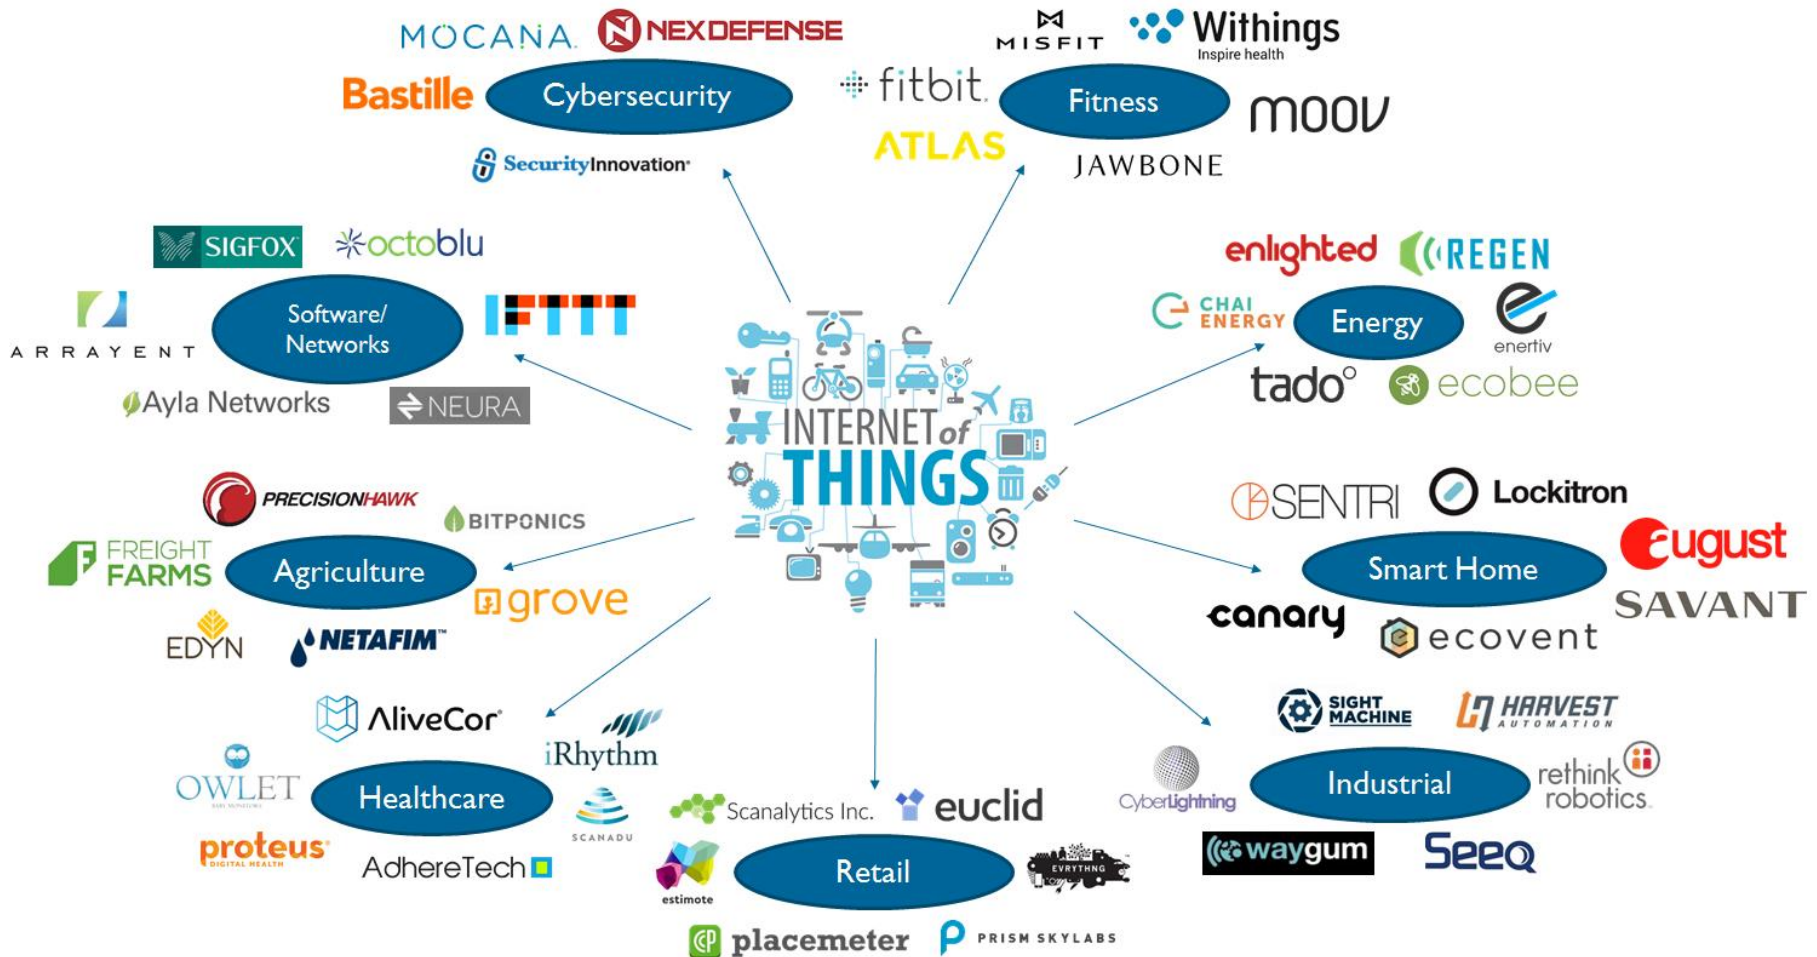 MOCANA
NEXDEFENSE
Bastille
Cybersecurity
SecurityInnovation
MISFIT
Withings
Inspire health
fitbit
Fitness
moov
ATLAS
JAWBONE
SIGFOX
octoblu
ARRAYENT
Software/
Networks
IFTTT
Ayla Networks
NEURA
enlighted
REGEN
CHAI
ENERGY
Energy
enertiv
tado°
ecobee
INTERNET of
THINGS
PRECISIONHAWK
BITPONICS
FREIGHT
FARMS
Agriculture
grove
EDYN
NETAFIM™
SENTRI
Lockitron
august
Smart Home
SAVANT
canary
ecovent
AliveCor
iRhythm
OWLET
Healthcare
SCANADU
proteus
DIGITAL HEALTH
AdhereTech
Scanalytics Inc.
euclid
estimote
Retail
EVRYTHNG
placemeter
PRISM SKYLABS
SIGHT
MACHINE
HARVEST
AUTOMATION
CyberLightning
Industrial
rethink
robotics
waygum
Seeq